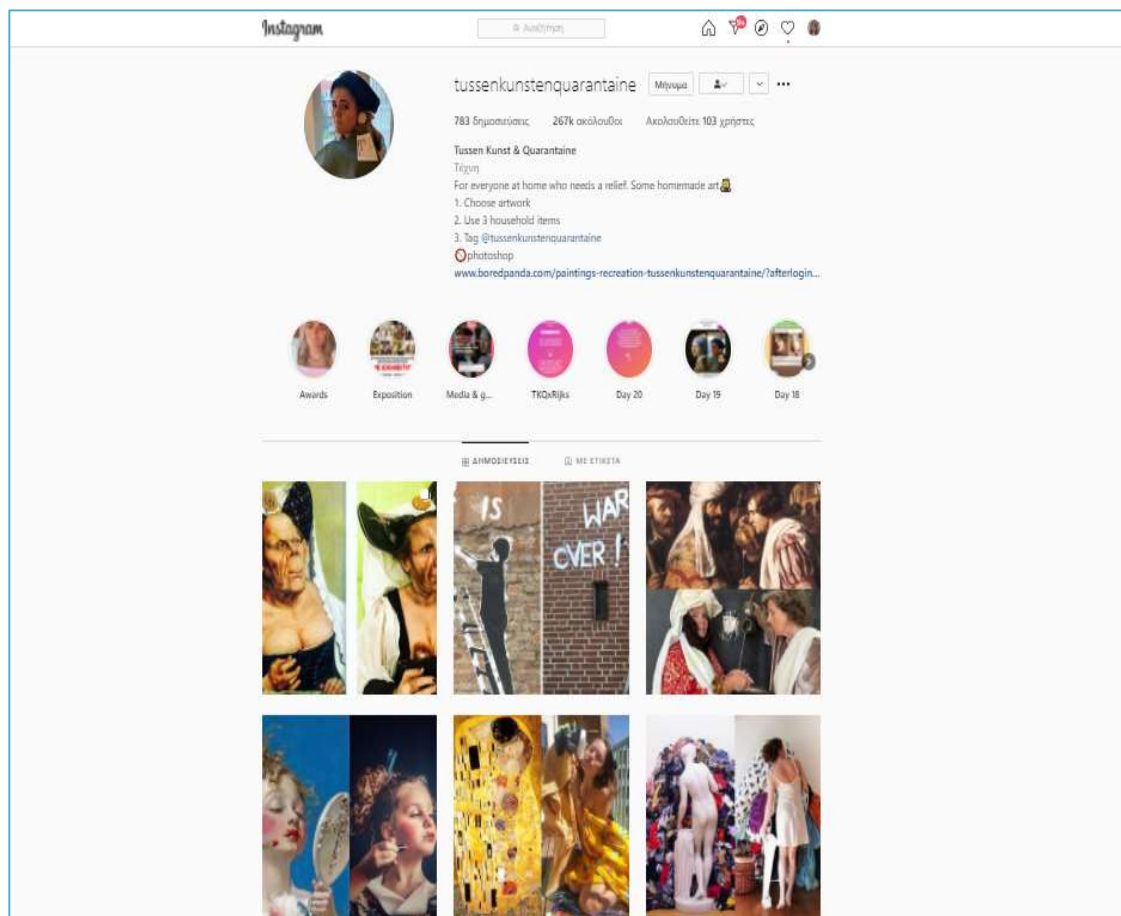 Instagram
Αναζήτηση
tussenkunstenquarantaine Μήνυμα
783 δημοσιεύσεις 267k ακόλουθοι Ακολουθείτε 103 χρήστες
Tussen Kunst & Quarantaine
Τέχνη
For everyone at home who needs a relief. Some homemade art
1. Choose artwork
2. Use 3 household items
3. Tag @tussenkunstenquarantaine
photoshop
www.boredpanda.com/paintings-recreation-tussenkunstenquarantaine/?afterlogin...
Awards Exposition Media & g... TKQxRijks Day 20 Day 19 Day 18
ΔΗΜΟΣΙΕΥΣΕΙΣ ΜΕ ΕΤΙΚΕΤΑ
IS WAR
OVER!